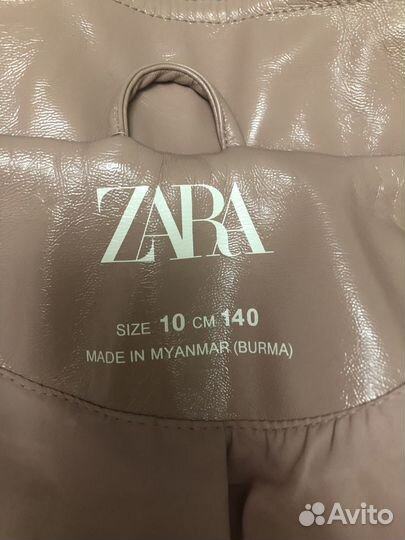 ZARA
SIZE 10 CM 140
MADE IN MYANMAR (BURMA)
Avito